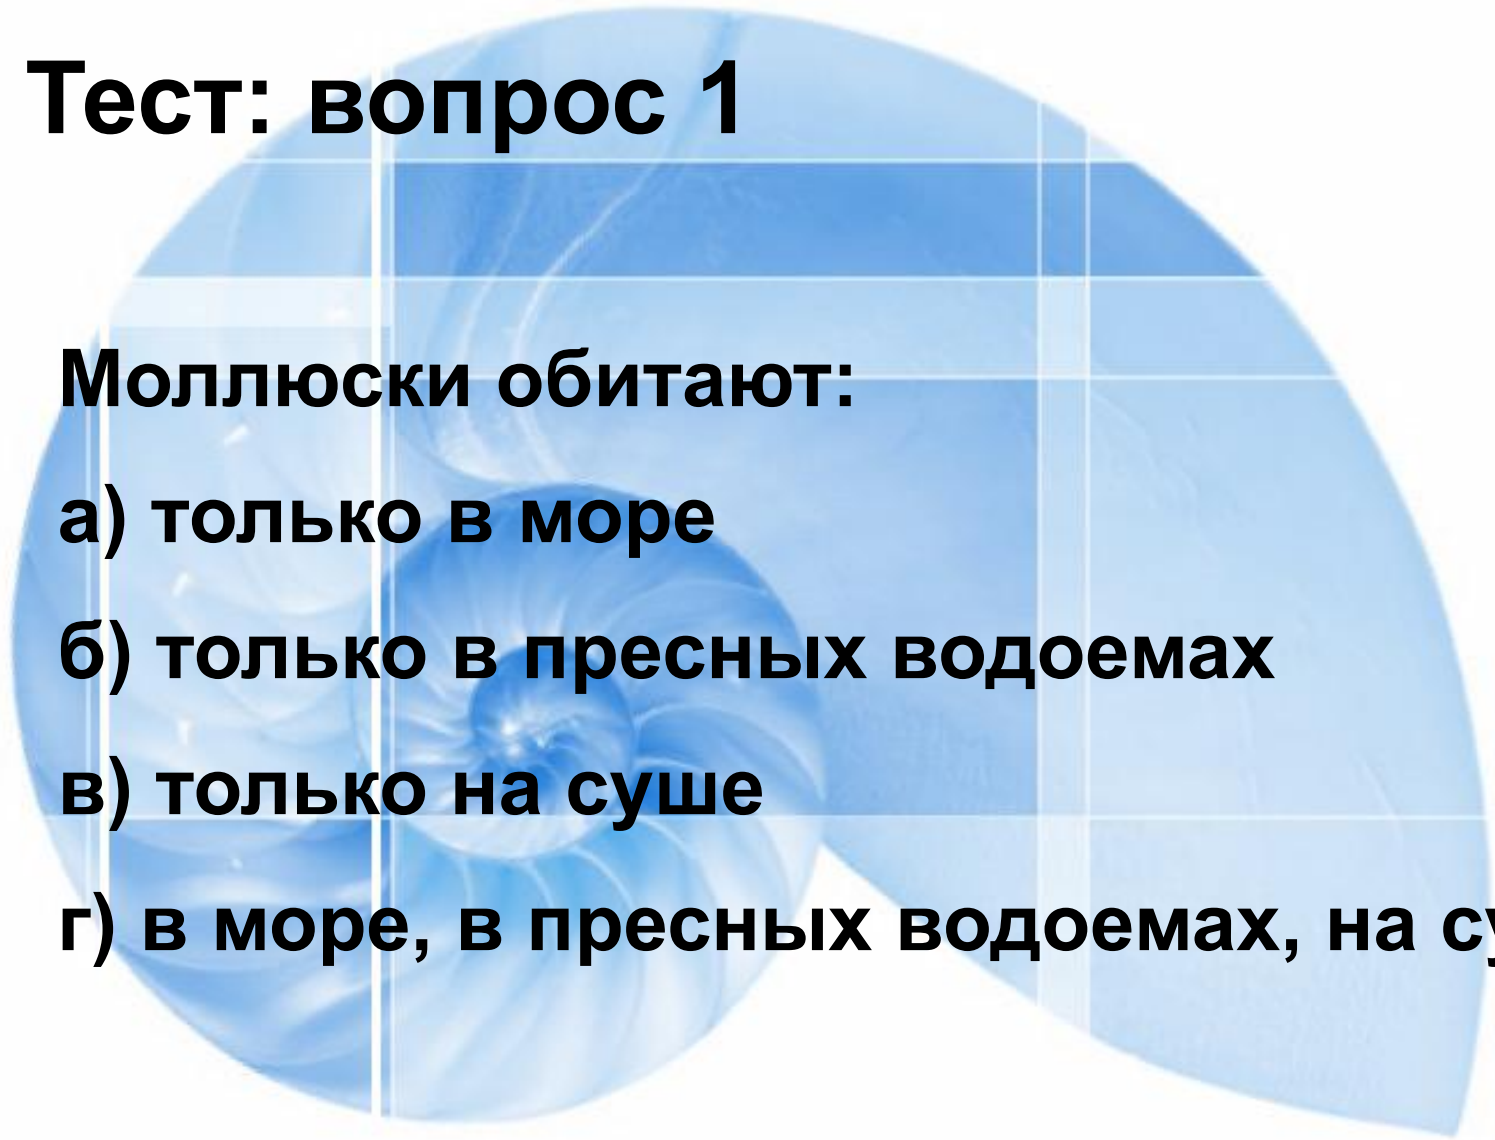 Тест: вопрос 1
Моллюски обитают:
а) только в море
б) только в пресных водоемах
в) только на суше
г) в море, в пресных водоемах, на